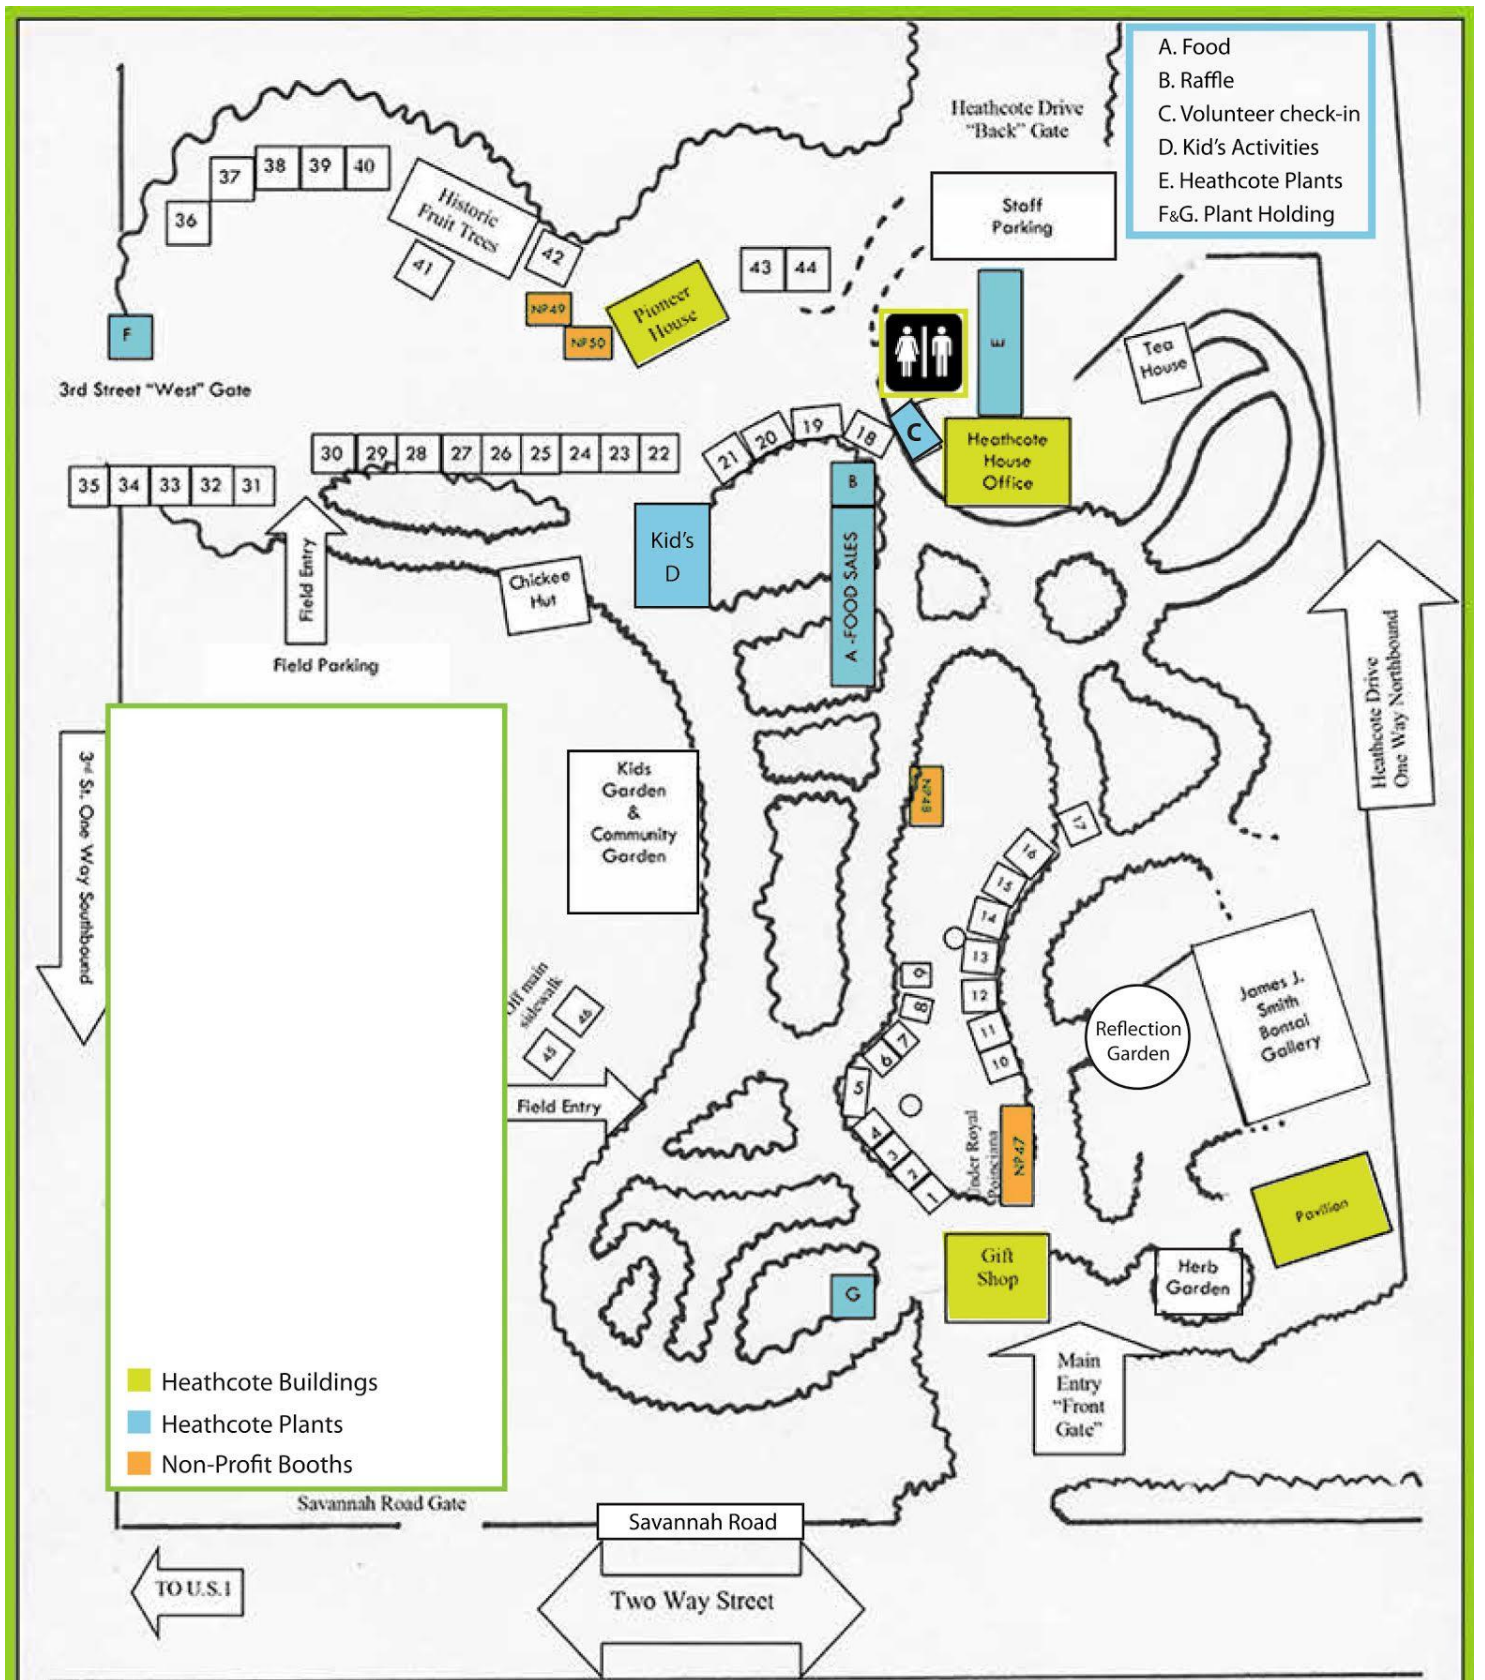 A. Food
B. Raffle
C. Volunteer check-in
D. Kid's Activities
E. Heathcote Plants
F&G. Plant Holding
Heathcote Drive
"Back" Gate
Staff
Parking
36
37
38
39
40
Historic
Fruit Trees
41
42
43
44
NP49
NP50
Pioneer
House
F
3rd Street "West" Gate
E
Tea
House
C
Heathcote
House
Office
21
20
19
18
30
29
28
27
26
25
24
23
22
35
34
33
32
31
B
A -FOOD SALES
Kid's
D
Field Entry
Field Parking
Chickee
Hut
Heathcote Drive
One Way Northbound
3rd St. One Way Southbound
Kids
Garden
&
Community
Garden
NP48
17
16
15
14
13
12
11
10
9
8
7
6
5
4
3
2
1
Off main
sidewalk
46
45
Field Entry
Under Royal
Poinciana
NP47
Reflection
Garden
James J.
Smith
Bonsai
Gallery
Pavilion
Gift
Shop
Herb
Garden
G
Main
Entry
"Front
Gate"
Heathcote Buildings
Heathcote Plants
Non-Profit Booths
Savannah Road Gate
Savannah Road
TO U.S.1
Two Way Street